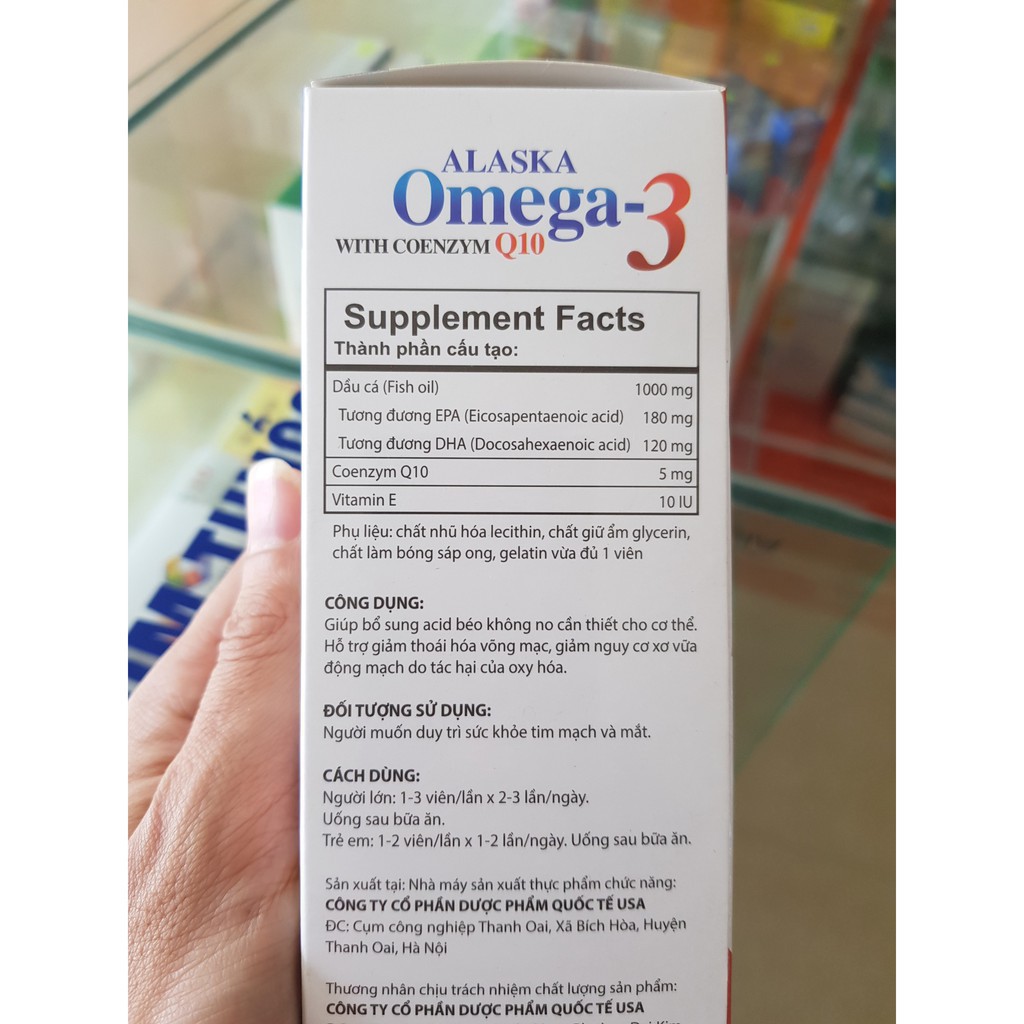 ALASKA
Omega-3
WITH COENZYM Q10
Supplement Facts
Thành phần cấu tạo:
Dầu cá (Fish oil) 1000 mg
Tương đương EPA (Eicosapentaenoic acid) 180 mg
Tương đương DHA (Docosahexaenoic acid) 120 mg
Coenzym Q10 5 mg
Vitamin E 10 IU
Phụ liệu: chất nhũ hóa lecithin, chất giữ ẩm glycerin,
chất làm bóng sáp ong, gelatin vừa đủ 1 viên
CÔNG DỤNG:
Giúp bổ sung acid béo không no cần thiết cho cơ thể.
Hỗ trợ giảm thoái hóa võng mạc, giảm nguy cơ xơ vữa
động mạch do tác hại của oxy hóa.
ĐỐI TƯỢNG SỬ DỤNG:
Người muốn duy trì sức khỏe tim mạch và mắt.
CÁCH DÙNG:
Người lớn: 1-3 viên/lần x 2-3 lần/ngày.
Uống sau bữa ăn.
Trẻ em: 1-2 viên/lần x 1-2 lần/ngày. Uống sau bữa ăn.
Sản xuất tại: Nhà máy sản xuất thực phẩm chức năng:
CÔNG TY CỔ PHẦN DƯỢC PHẨM QUỐC TẾ USA
ĐC: Cụm công nghiệp Thanh Oai, Xã Bích Hòa, Huyện
Thanh Oai, Hà Nội
Thương nhân chịu trách nhiệm chất lượng sản phẩm:
CÔNG TY CỔ PHẦN DƯỢC PHẨM QUỐC TẾ USA